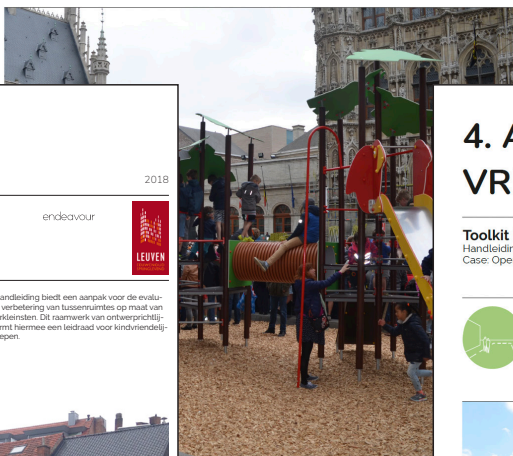 2018
endeavour
LEUVEN
andleiding biedt een aanpak voor de evalu-
verbetering van tussenruimtes op maat van
rkleinsten. Dit raamwerk van ontwerprichtlij-
rmt hiermee een leidraad voor kindvriendelij-
epen.
4. A
VR
Toolkit
Handleidin
Case: Ope